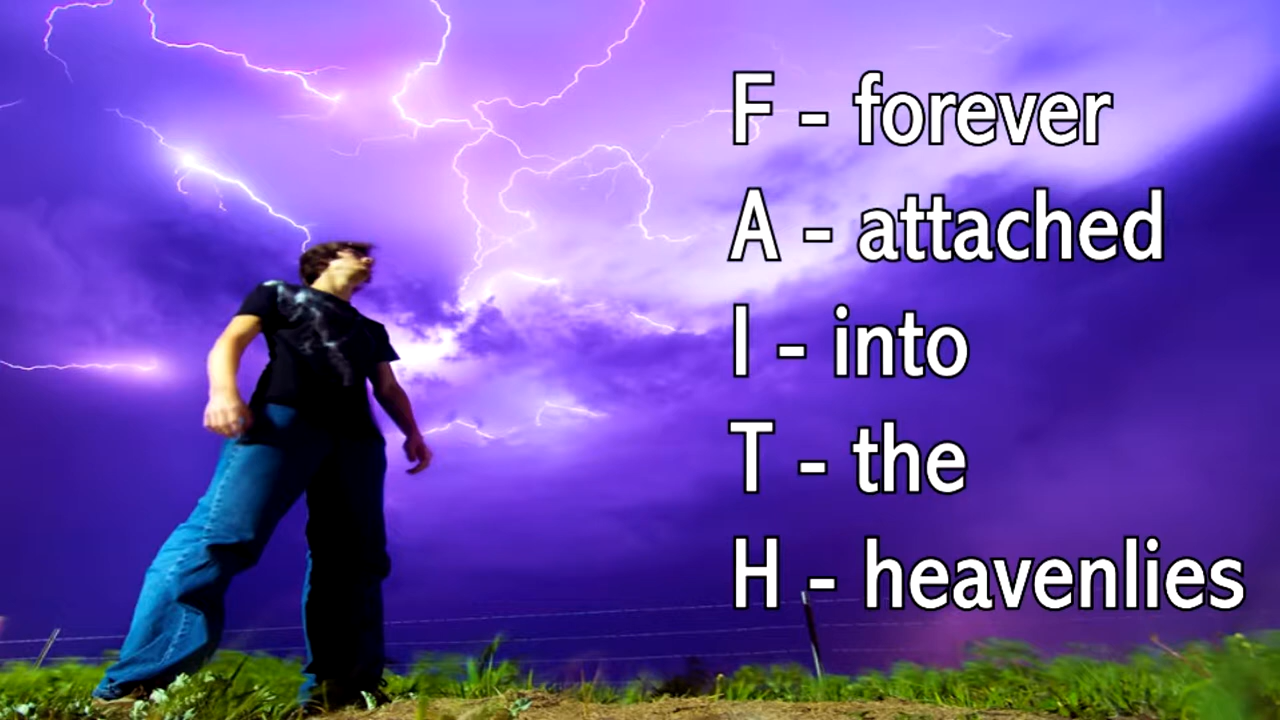 F - forever
A - attached
I - into
T - the
H - heavenlies